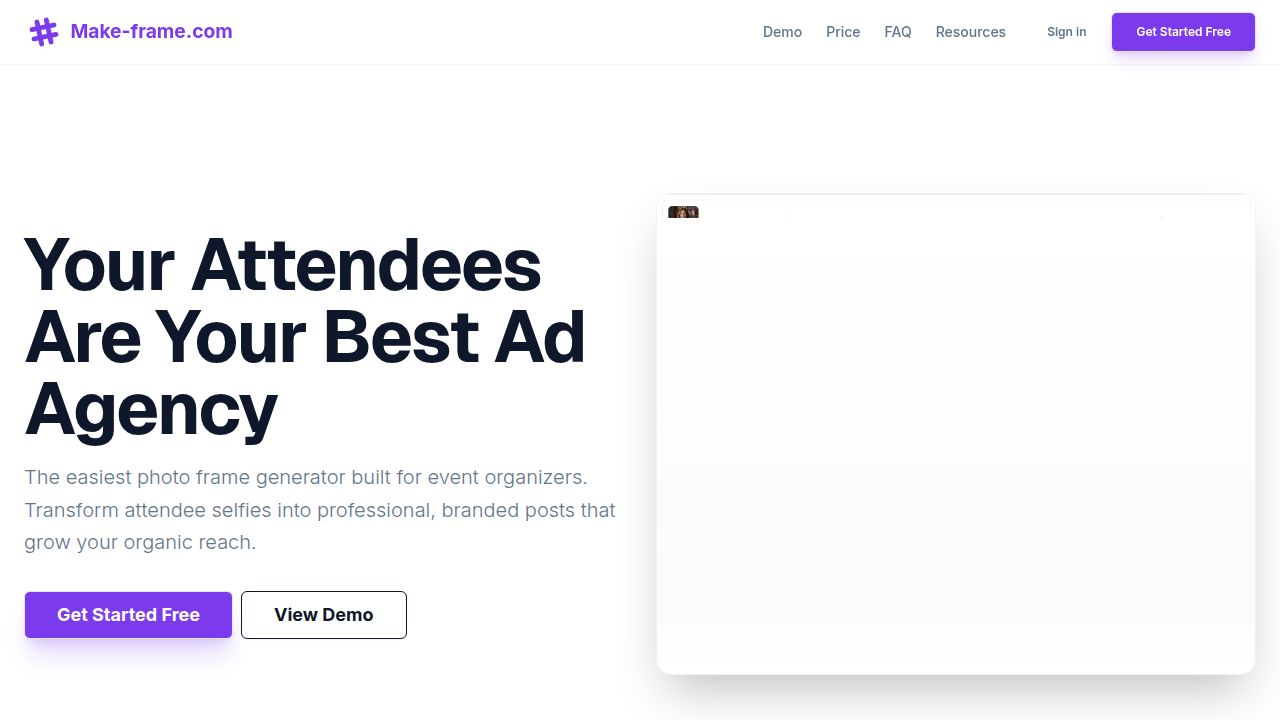 Make-frame.com
Demo
Price
FAQ
Resources
Sign in
Get Started Free
Your Attendees
Are Your Best Ad
Agency
The easiest photo frame generator built for event organizers.
Transform attendee selfies into professional, branded posts that
grow your organic reach.
Get Started Free
View Demo